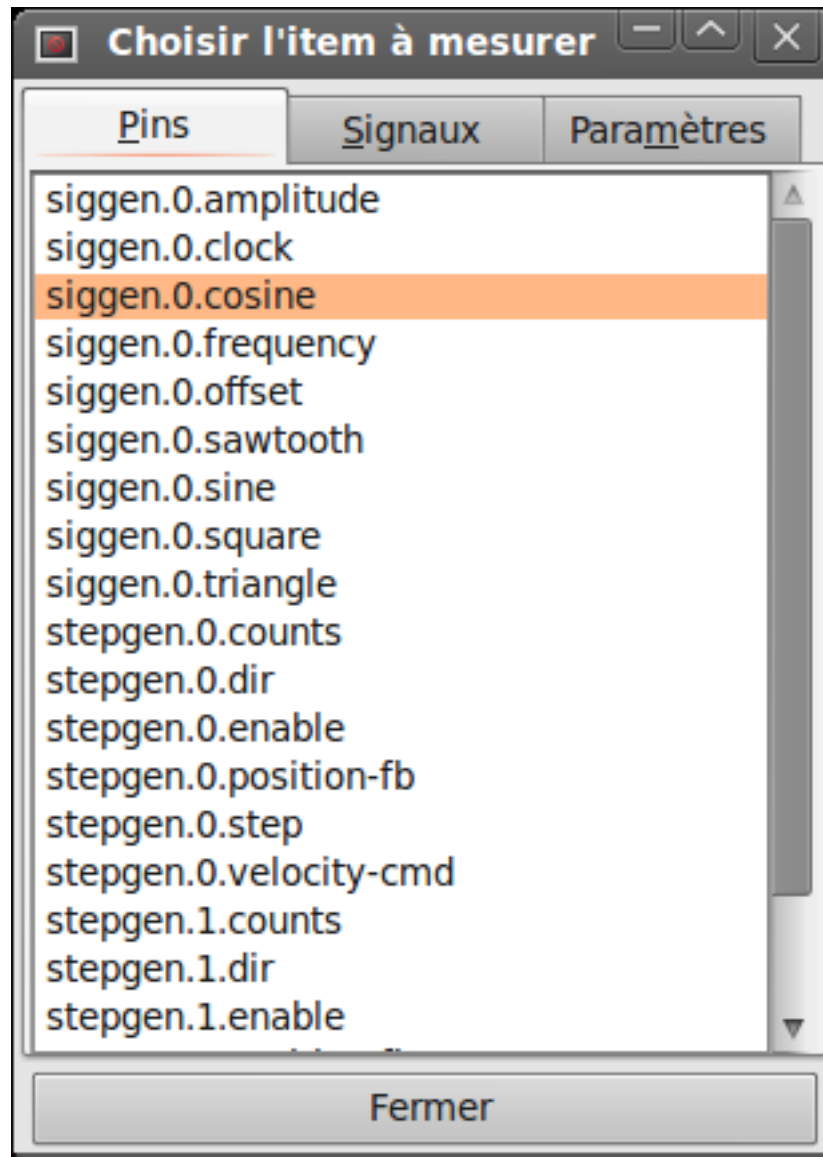 Choisir l'item à mesurer
Pins Signaux Paramètres
siggen.0.amplitude
siggen.0.clock
siggen.0.cosine
siggen.0.frequency
siggen.0.offset
siggen.0.sawtooth
siggen.0.sine
siggen.0.square
siggen.0.triangle
stepgen.0.counts
stepgen.0.dir
stepgen.0.enable
stepgen.0.position-fb
stepgen.0.step
stepgen.0.velocity-cmd
stepgen.1.counts
stepgen.1.dir
stepgen.1.enable
Fermer